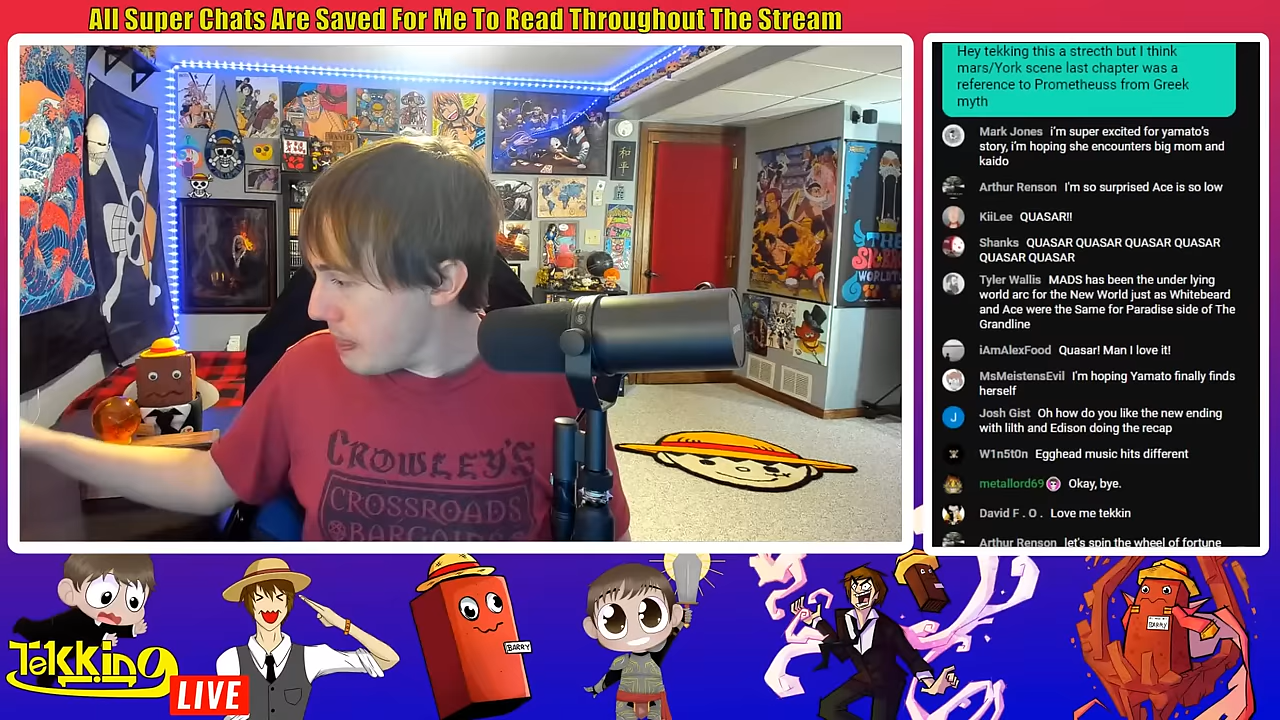 All Super Chats Are Saved For Me To Read Throughout The Stream
Hey tekking this a strecth but I think
mars/York scene last chapter was a
reference to Prometheuss from Greek
myth
Mark Jones i'm super excited for yamato's
story, i'm hoping she encounters big mom and
kaido
Arthur Renson I'm so surprised Ace is so low
KiiLee QUASAR!!
Shanks QUASAR QUASAR QUASAR QUASAR
QUASAR QUASAR
Tyler Wallis MADS has been the under lying
world arc for the New World just as Whitebeard
and Ace were the Same for Paradise side of The
Grandline
iAmAlexFood Quasar! Man I love it!
MsMeistensEvil I'm hoping Yamato finally finds
herself
J
Josh Gist Oh how do you like the new ending
with lilth and Edison doing the recap
W1n5t0n Egghead music hits different
metallord69 Okay, bye.
David F . O . Love me tekkin
Arthur Renson let's spin the wheel of fortune
WANTED
和平
THE
WORLD
CROWLEY'S
CROSSROADS
BARGAINS
TeKKinG
LIVE
BARRY
BARRY